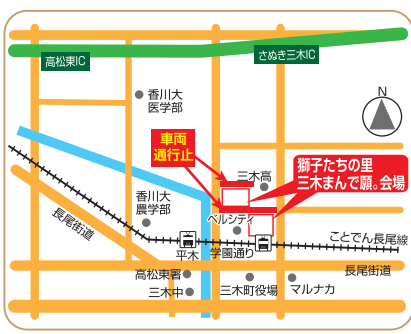 高松東IC
さぬき三木IC
香川大
医学部
N
車両
通行止
獅子たちの里
三木まんで願。会場
三木高
香川大
農学部
ベルシティ
長尾街道
ことでん長尾線
平木
学園通り
高松東署
長尾街道
三木中
三木町役場
マルナカ